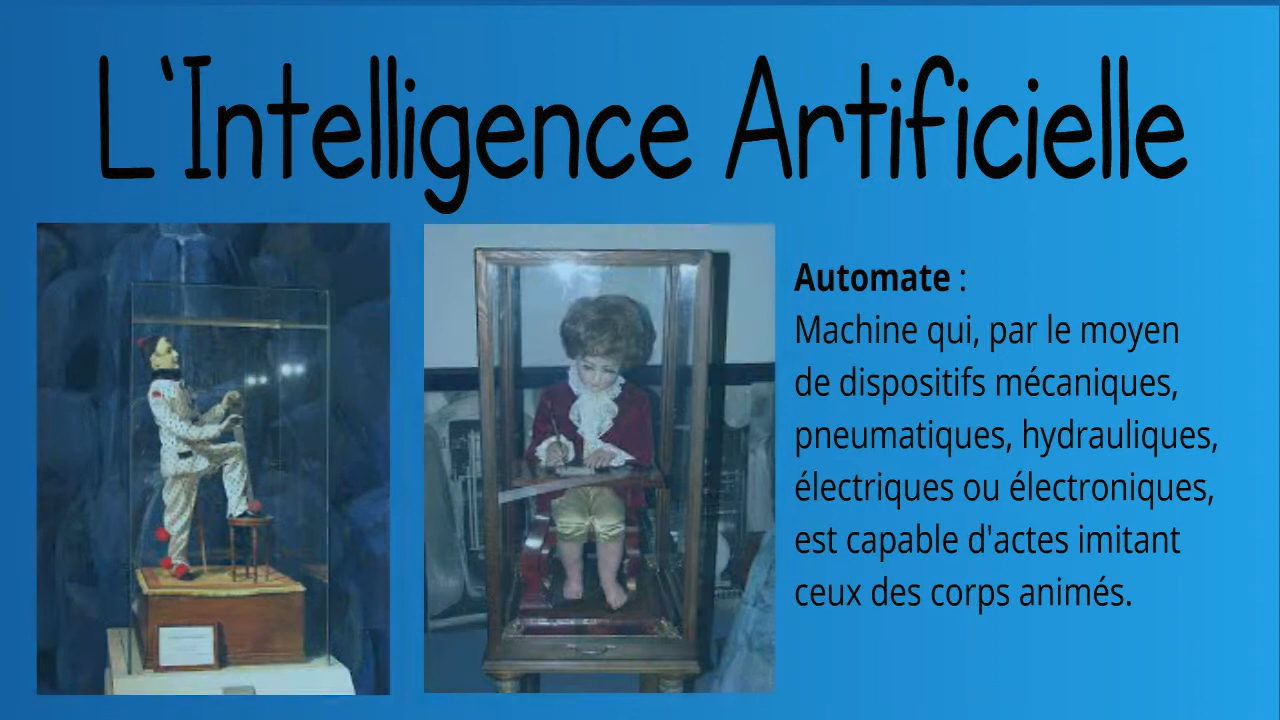 L'Intelligence Artificielle
Automate :
Machine qui, par le moyen
de dispositifs mécaniques,
pneumatiques, hydrauliques,
électriques ou électroniques,
est capable d'actes imitant
ceux des corps animés.